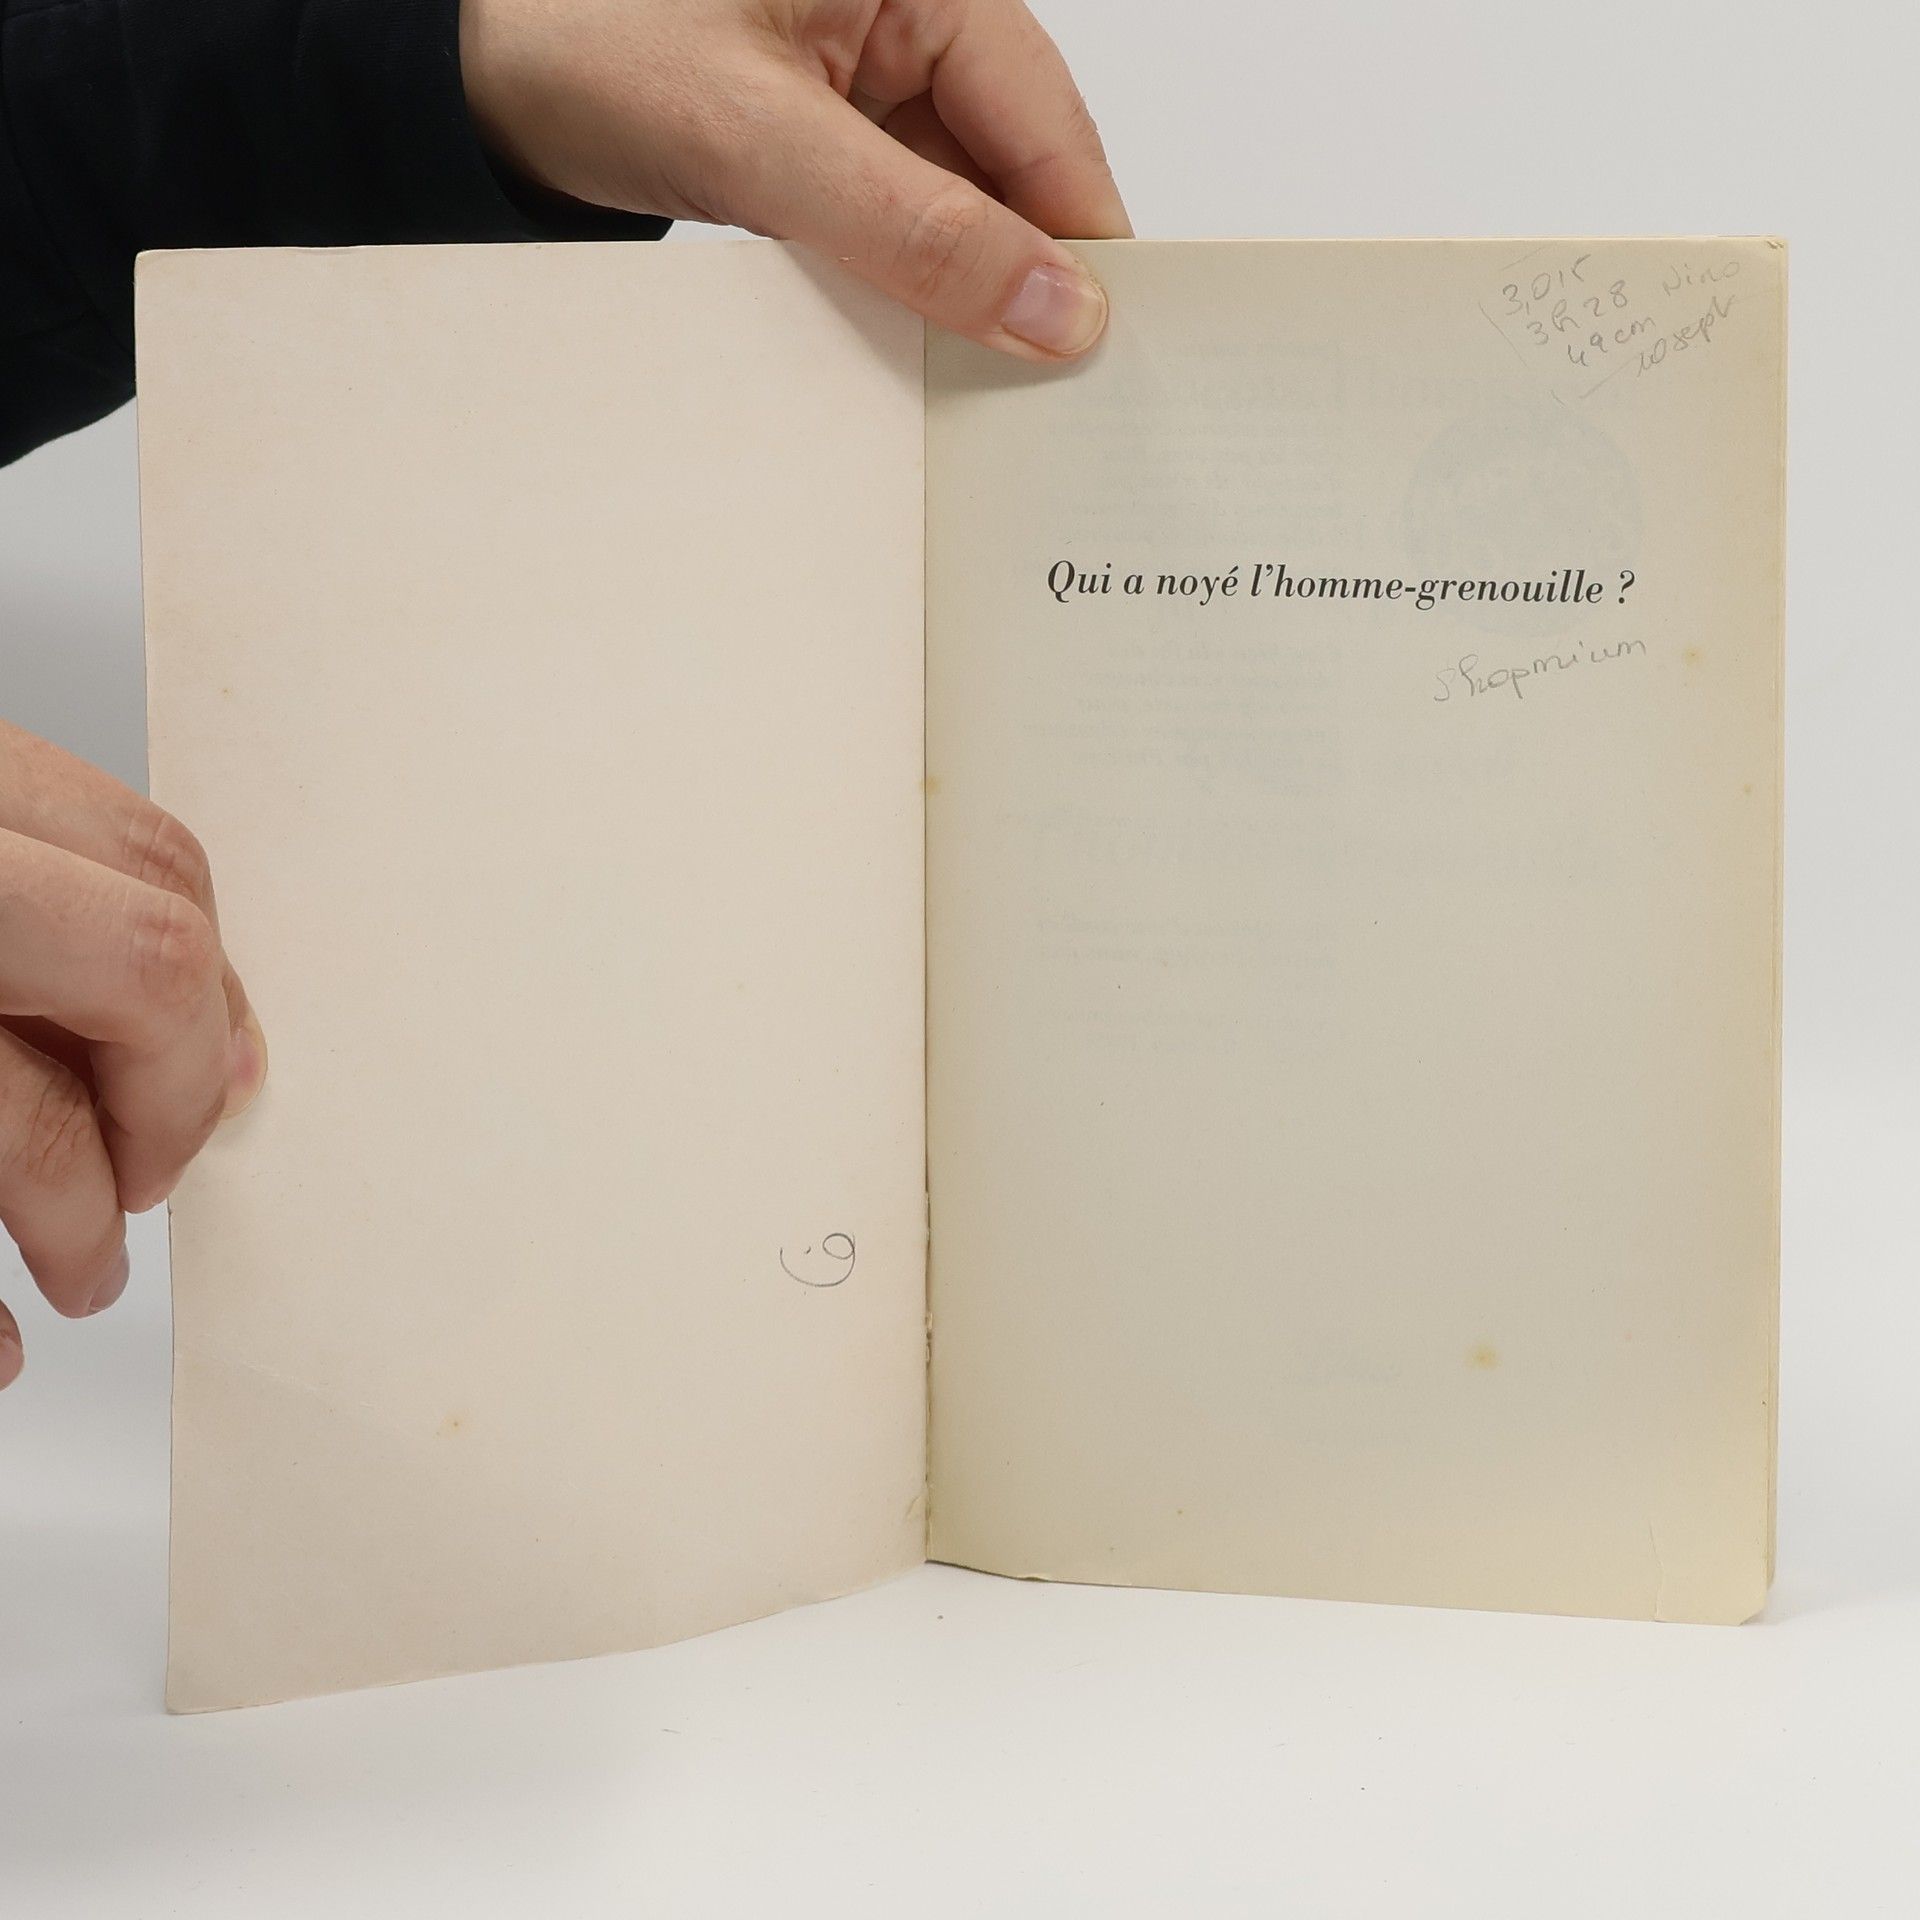 3,015
3h28 Nino
49cm
10 sept
Qui a noyé l'homme-grenouille ?
shopmium